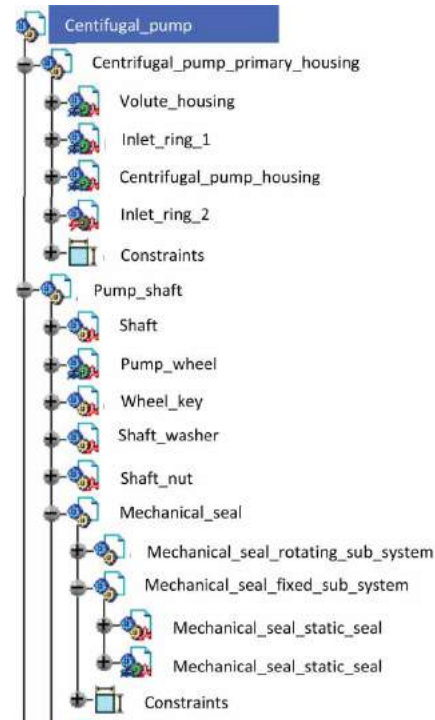 Centifugal_pump
Centrifugal_pump_primary_housing
Volute_housing
Inlet_ring_1
Centrifugal_pump_housing
Inlet_ring_2
Constraints
Pump_shaft
Shaft
Pump_wheel
Wheel_key
Shaft_washer
Shaft_nut
Mechanical_seal
Mechanical_seal_rotating_sub_system
Mechanical_seal_fixed_sub_system
Mechanical_seal_static_seal
Mechanical_seal_static_seal
Constraints